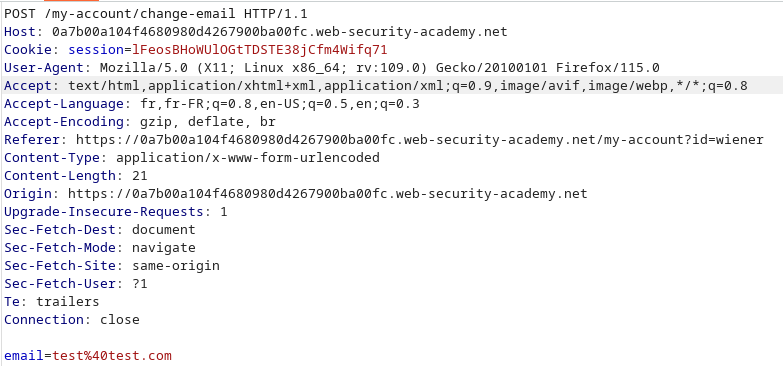 POST /my-account/change-email HTTP/1.1
Host: 0a7b00a104f4680980d4267900ba00fc.web-security-academy.net
Cookie: session=lFeosBHoWUlOGtTDSTE38jCfm4Wifq71
User-Agent: Mozilla/5.0 (X11; Linux x86_64; rv:109.0) Gecko/20100101 Firefox/115.0
Accept: text/html,application/xhtml+xml,application/xml;q=0.9,image/avif,image/webp,*/*;q=0.8
Accept-Language: fr,fr-FR;q=0.8,en-US;q=0.5,en;q=0.3
Accept-Encoding: gzip, deflate, br
Referer: https://0a7b00a104f4680980d4267900ba00fc.web-security-academy.net/my-account?id=wiener
Content-Type: application/x-www-form-urlencoded
Content-Length: 21
Origin: https://0a7b00a104f4680980d4267900ba00fc.web-security-academy.net
Upgrade-Insecure-Requests: 1
Sec-Fetch-Dest: document
Sec-Fetch-Mode: navigate
Sec-Fetch-Site: same-origin
Sec-Fetch-User: ?1
Te: trailers
Connection: close

email=test%40test.com